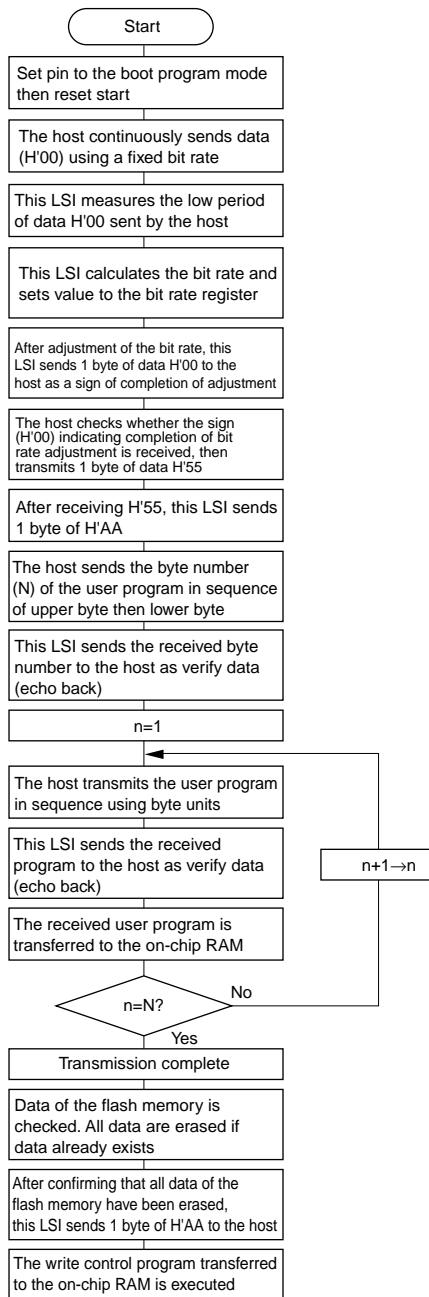 Start
Set pin to the boot program mode
then reset start
The host continuously sends data
(H'00) using a fixed bit rate
This LSI measures the low period
of data H'00 sent by the host
This LSI calculates the bit rate and
sets value to the bit rate register
After adjustment of the bit rate, this
LSI sends 1 byte of data H'00 to the
host as a sign of completion of adjustment
The host checks whether the sign
(H'00) indicating completion of bit
rate adjustment is received, then
transmits 1 byte of data H'55
After receiving H'55, this LSI sends
1 byte of H'AA
The host sends the byte number
(N) of the user program in sequence
of upper byte then lower byte
This LSI sends the received byte
number to the host as verify data
(echo back)
n=1
The host transmits the user program
in sequence using byte units
This LSI sends the received
program to the host as verify data
(echo back)
n+1→n
The received user program is
transferred to the on-chip RAM
n=N?
No
Yes
Transmission complete
Data of the flash memory is
checked. All data are erased if
data already exists
After confirming that all data of the
flash memory have been erased,
this LSI sends 1 byte of H'AA to the host
The write control program transferred
to the on-chip RAM is executed